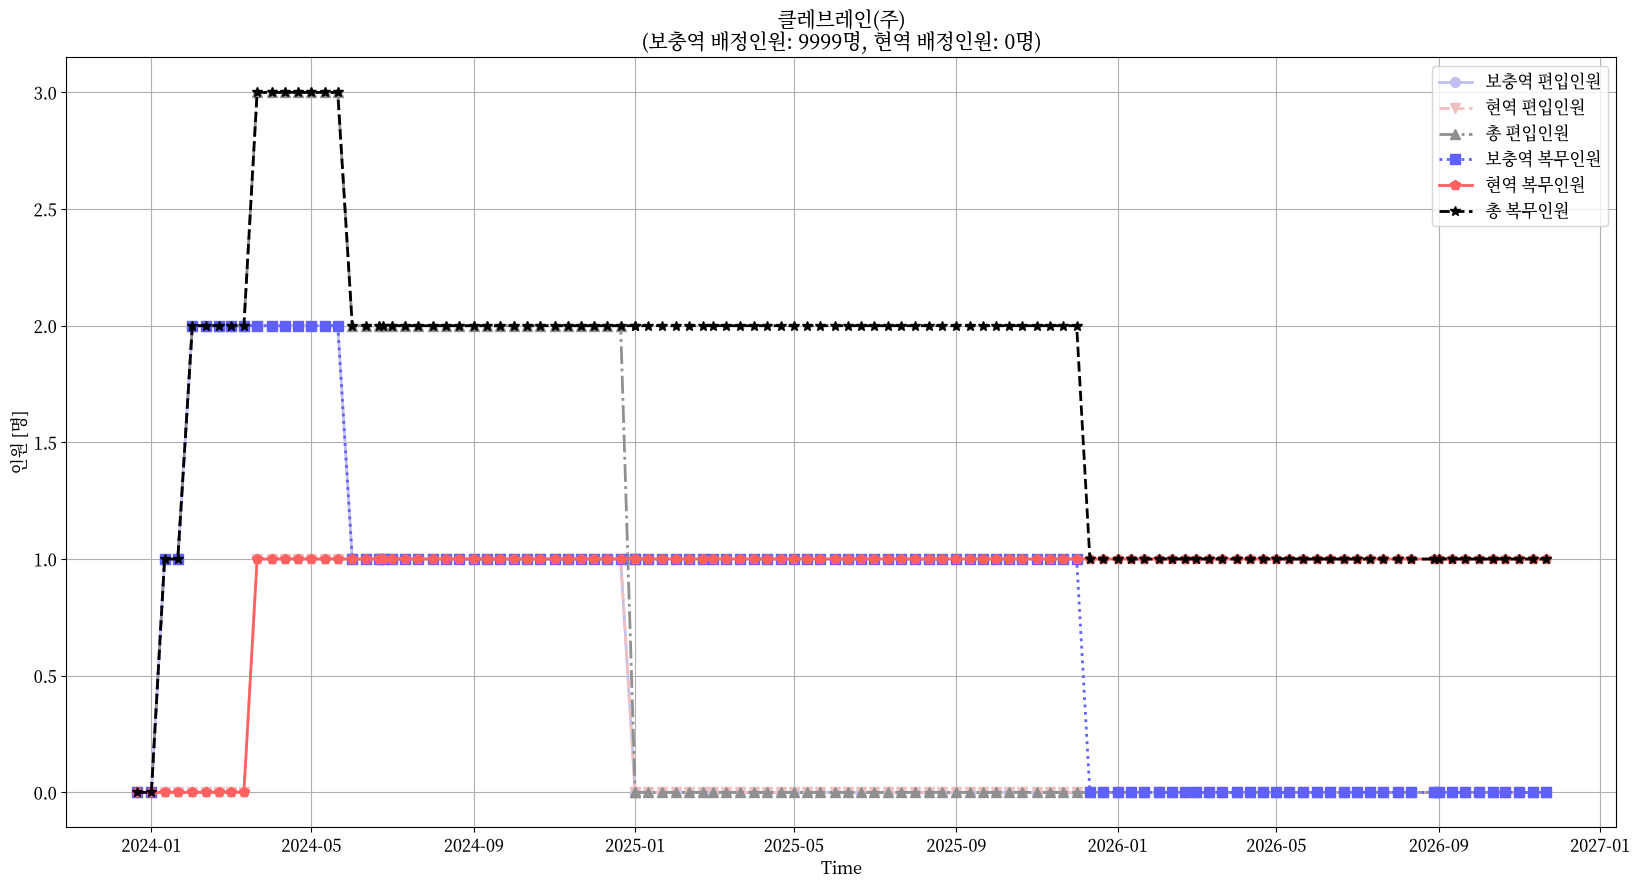 클레브레인(주)
(보충역 배정인원: 9999명, 현역 배정인원: 0명)
보충역 편입인원
현역 편입인원
총 편입인원
보충역 복무인원
현역 복무인원
총 복무인원
인원 [명]
3.0
2.5
2.0
1.5
1.0
0.5
0.0
2024-01
2024-05
2024-09
2025-01
2025-05
2025-09
2026-01
2026-05
2026-09
2027-01
Time